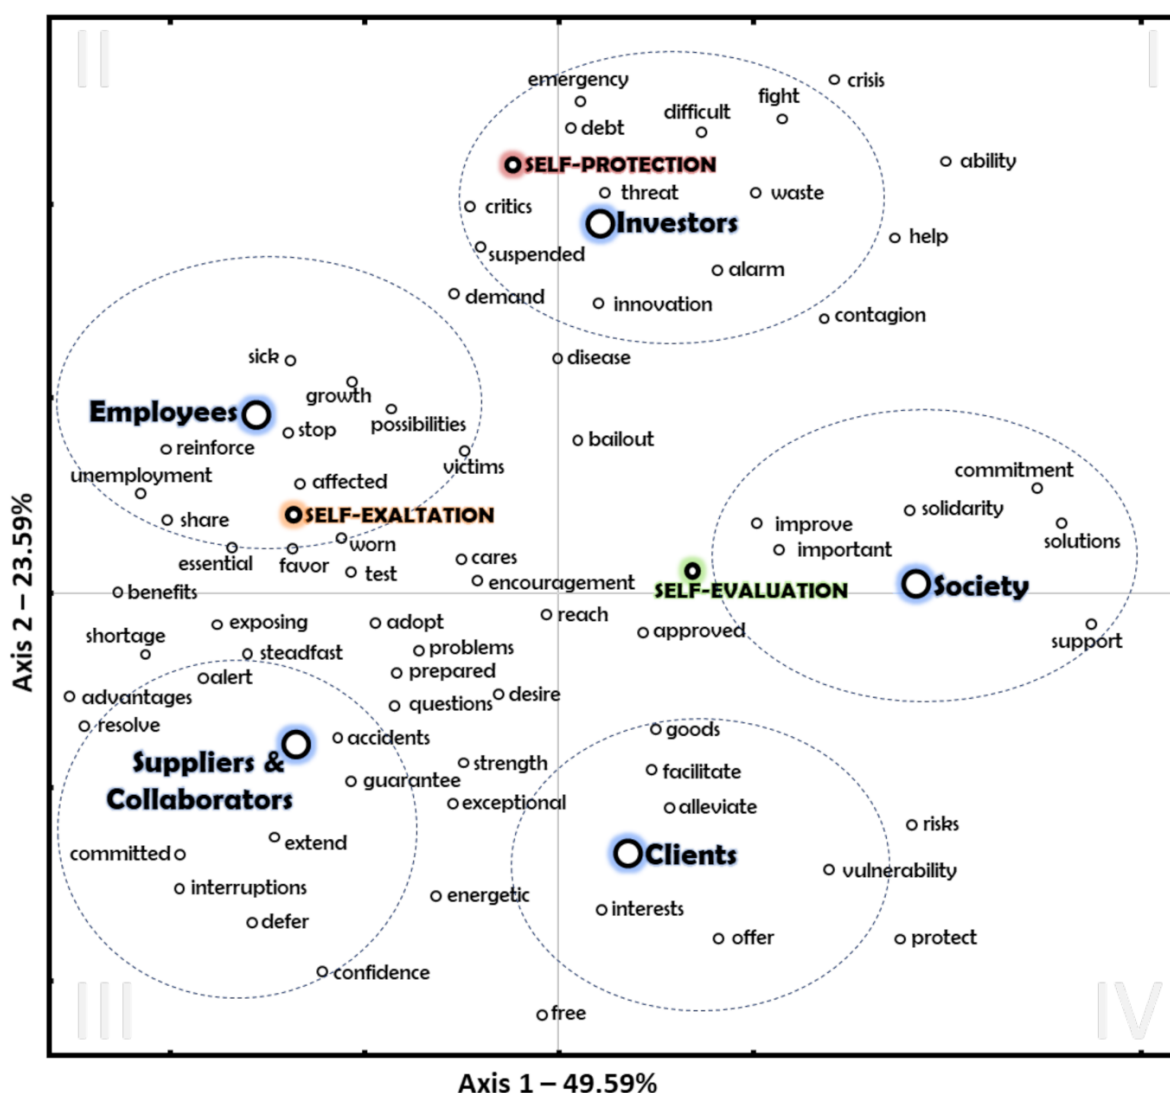 II
I
emergency
crisis
fight
difficult
debt
ability
SELF-PROTECTION
threat
waste
critics
Investors
help
suspended
alarm
demand
innovation
contagion
sick
disease
growth
Employees
possibilities
stop
bailout
reinforce
victims
commitment
unemployment
affected
solidarity
share
SELF-EXALTATION
improve
solutions
worn
important
essential
favor
cares
test
encouragement
SELF-EVALUATION
Society
benefits
reach
exposing
adopt
approved
shortage
support
steadfast
problems
alert
prepared
advantages
desire
questions
resolve
goods
accidents
Suppliers &
Collaborators
strength
facilitate
guarantee
exceptional
alleviate
risks
extend
committed
Clients
vulnerability
interruptions
energetic
interests
defer
offer
protect
confidence
free
III
IV
Axis 2 – 23.59%
Axis 1 – 49.59%